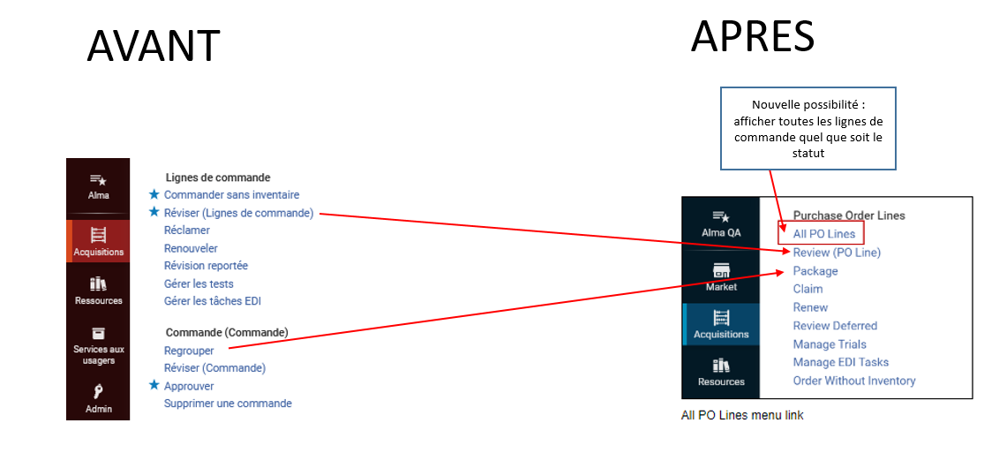 AVANT
APRES
Nouvelle possibilité :
afficher toutes les lignes de
commande quel que soit le
statut
Alma
Acquisitions
Ressources
Services aux
usagers
Admin
Lignes de commande
Commander sans inventaire
Réviser (Lignes de commande)
Réclamer
Renouveler
Révision reportée
Gérer les tests
Gérer les tâches EDI
Commande (Commande)
Regrouper
Réviser (Commande)
Approuver
Supprimer une commande
Alma QA
Market
Acquisitions
Resources
Purchase Order Lines
All PO Lines
Review (PO Line)
Package
Claim
Renew
Review Deferred
Manage Trials
Manage EDI Tasks
Order Without Inventory
All PO Lines menu link